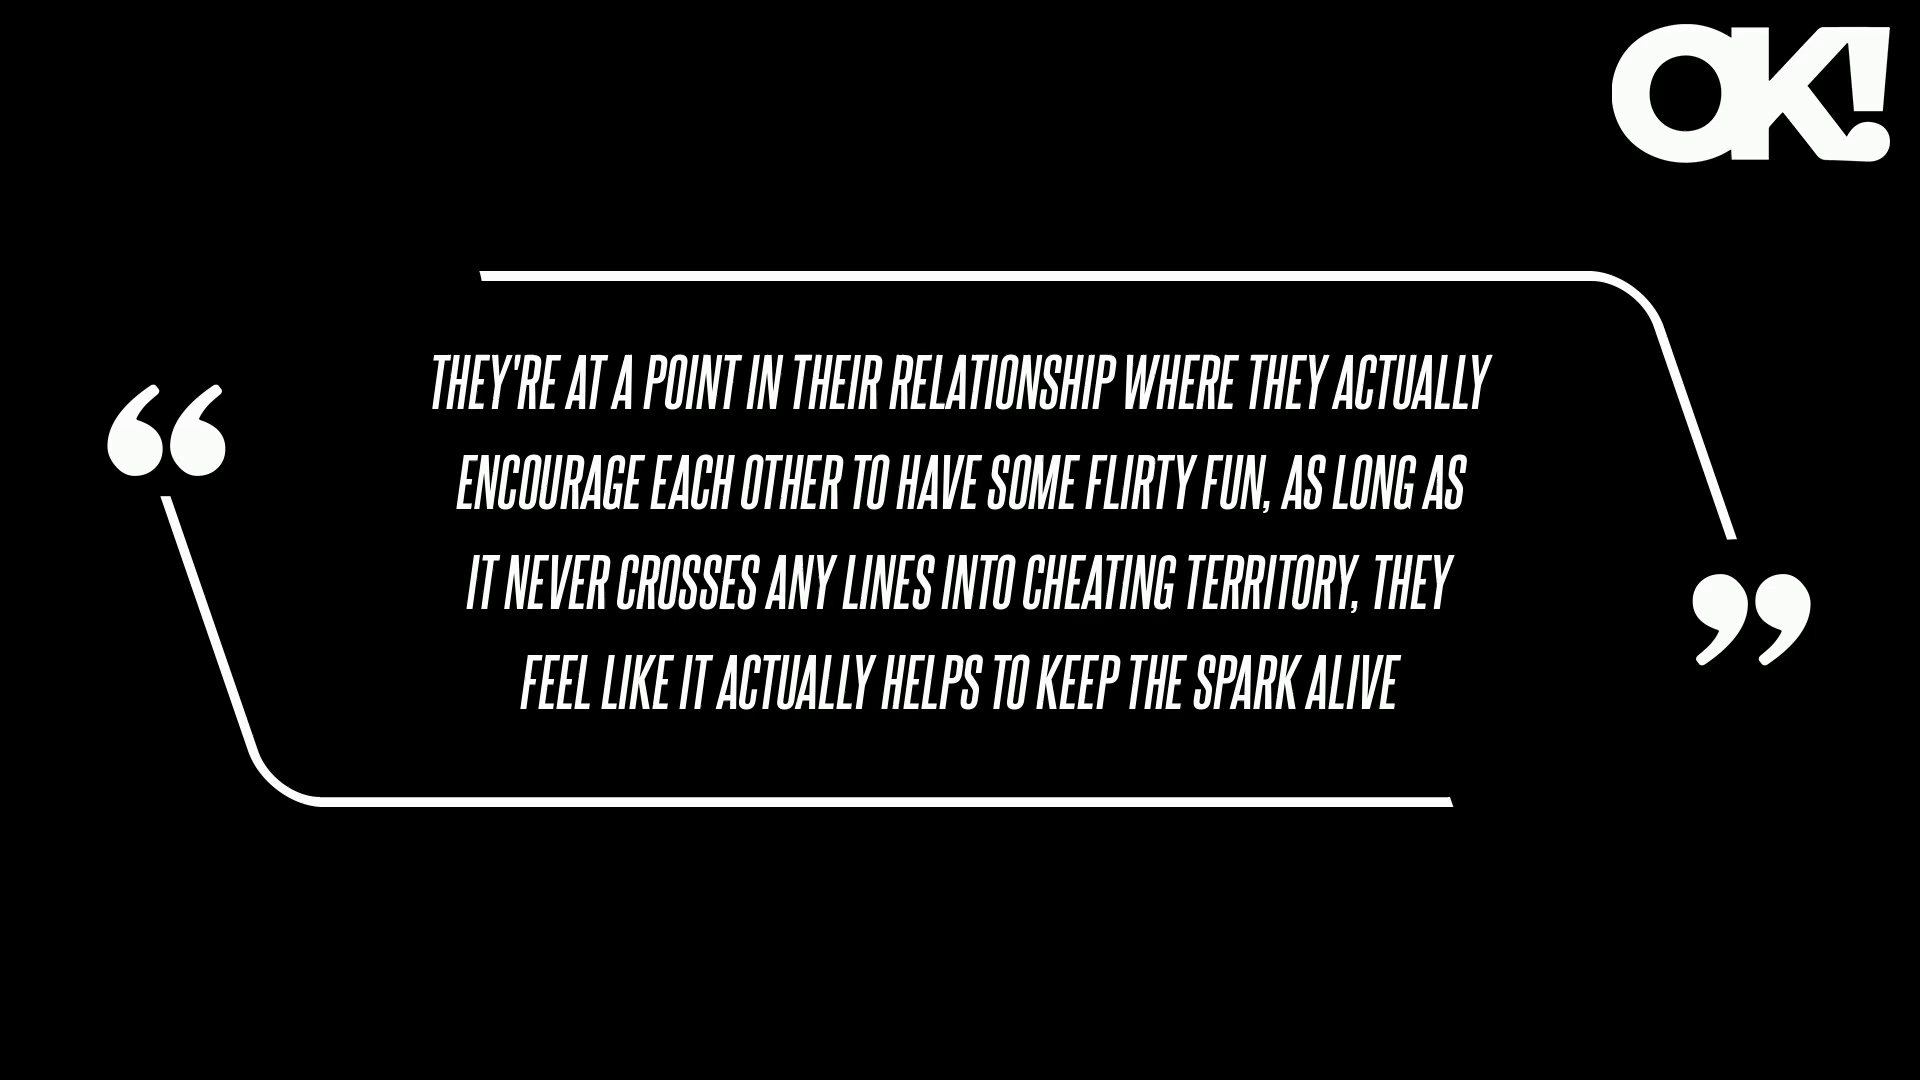 OK!
THEY'RE AT A POINT IN THEIR RELATIONSHIP WHERE THEY ACTUALLY
ENCOURAGE EACH OTHER TO HAVE SOME FLIRTY FUN, AS LONG AS
IT NEVER CROSSES ANY LINES INTO CHEATING TERRITORY, THEY
FEEL LIKE IT ACTUALLY HELPS TO KEEP THE SPARK ALIVE